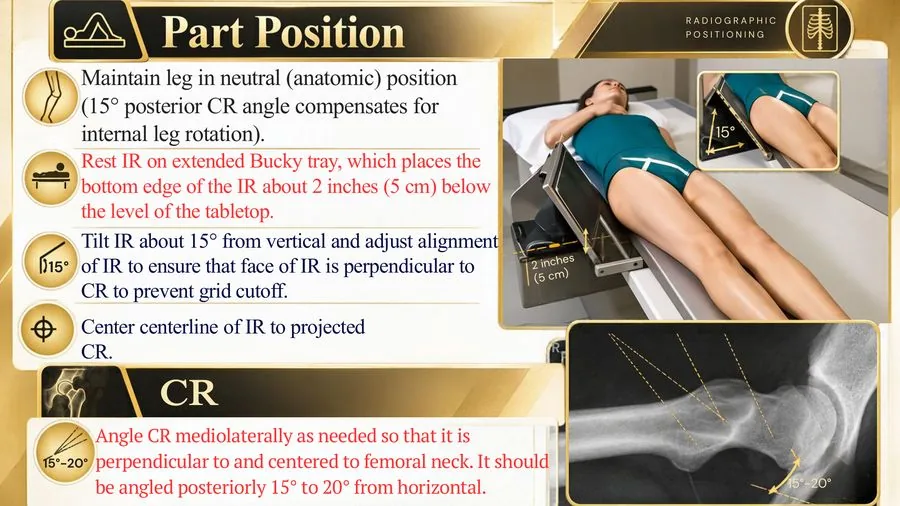 Part Position
RADIOGRAPHIC
POSITIONING
Maintain leg in neutral (anatomic) position
(15° posterior CR angle compensates for
internal leg rotation).
Rest IR on extended Bucky tray, which places the
bottom edge of the IR about 2 inches (5 cm) below
the level of the tabletop.
15°
Tilt IR about 15° from vertical and adjust alignment
of IR to ensure that face of IR is perpendicular to
CR to prevent grid cutoff.
Center centerline of IR to projected
CR.
15°
2 inches
(5 cm)
CR
15°-20°
Angle CR mediolaterally as needed so that it is
perpendicular to and centered to femoral neck. It should
be angled posteriorly 15° to 20° from horizontal.
R
15°-20°